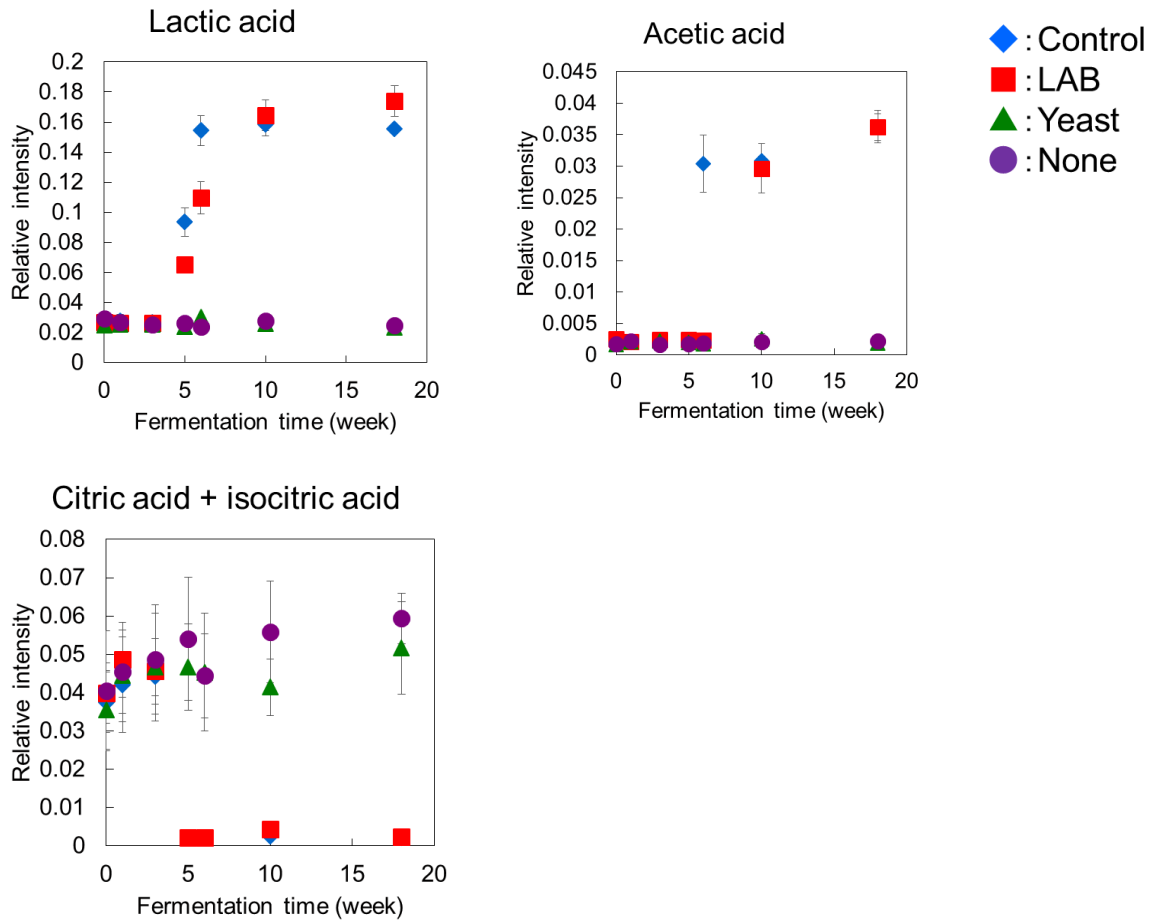 Lactic acid
0.2
0.18
0.16
0.14
0.12
0.1
0.08
0.06
0.04
0.02
0
Relative intensity
0 5 10 15 20
Fermentation time (week)
Acetic acid
0.045
0.04
0.035
0.03
0.025
0.02
0.015
0.01
0.005
0
Relative intensity
0 5 10 15 20
Fermentation time (week)
: Control
: LAB
: Yeast
: None
Citric acid + isocitric acid
0.08
0.07
0.06
0.05
0.04
0.03
0.02
0.01
0
Relative intensity
0 5 10 15 20
Fermentation time (week)